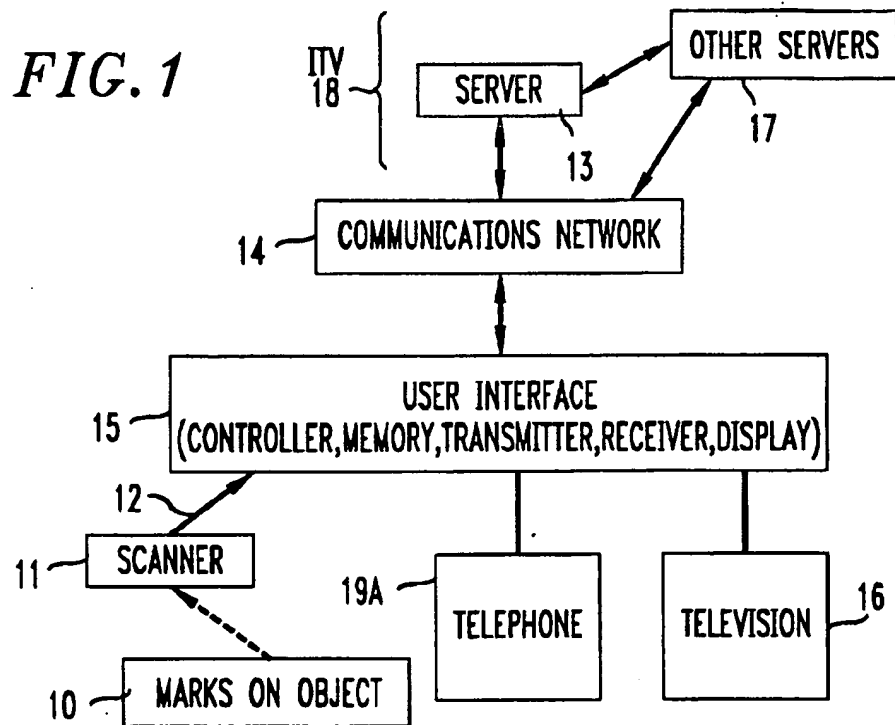 FIG. 1
ITV
18
SERVER
13
OTHER SERVERS
17
14
COMMUNICATIONS NETWORK
15
USER INTERFACE
(CONTROLLER,MEMORY,TRANSMITTER,RECEIVER,DISPLAY)
12
11
SCANNER
19A
TELEPHONE
TELEVISION
16
10
MARKS ON OBJECT